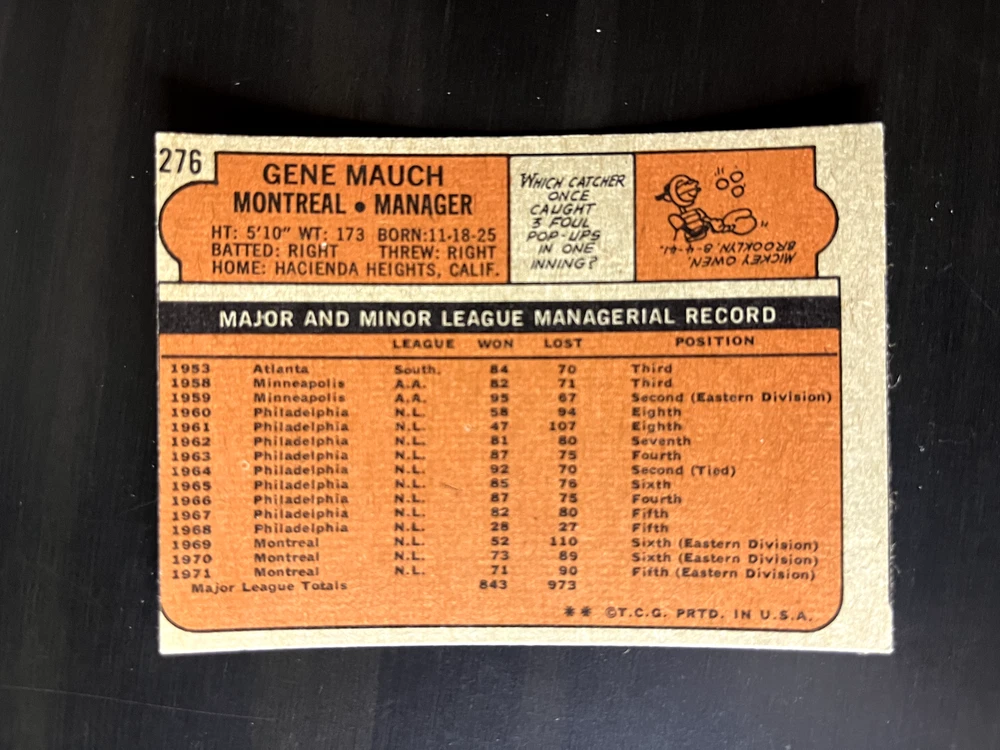 276
GENE MAUCH
MONTREAL • MANAGER
HT: 5'10" WT: 173 BORN:11-18-25
BATTED: RIGHT THREW: RIGHT
HOME: HACIENDA HEIGHTS, CALIF.
WHICH CATCHER
ONCE
CAUGHT
3 FOUL
POP-UPS
IN ONE
INNING?
MICKEY OWEN,
BROOKLYN, 8-4-41.
MAJOR AND MINOR LEAGUE MANAGERIAL RECORD
LEAGUE WON LOST POSITION
1953 Atlanta South. 84 70 Third
1958 Minneapolis A.A. 82 71 Third
1959 Minneapolis A.A. 95 67 Second (Eastern Division)
1960 Philadelphia N.L. 58 94 Eighth
1961 Philadelphia N.L. 47 107 Eighth
1962 Philadelphia N.L. 81 80 Seventh
1963 Philadelphia N.L. 87 75 Fourth
1964 Philadelphia N.L. 92 70 Second (Tied)
1965 Philadelphia N.L. 85 76 Sixth
1966 Philadelphia N.L. 87 75 Fourth
1967 Philadelphia N.L. 82 80 Fifth
1968 Philadelphia N.L. 28 27 Fifth
1969 Montreal N.L. 52 110 Sixth (Eastern Division)
1970 Montreal N.L. 73 89 Sixth (Eastern Division)
1971 Montreal N.L. 71 90 Fifth (Eastern Division)
Major League Totals 843 973
** ©T.C.G. PRTD. IN U.S.A.